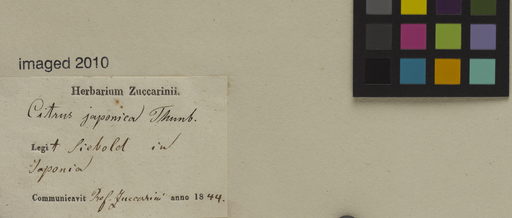 imaged 2010
Herbarium Zuccarinii.
Citrus japonica Thunb.
Legit Siebold in
Japonia
Communicavit Prof. Zuccarini anno 1844.